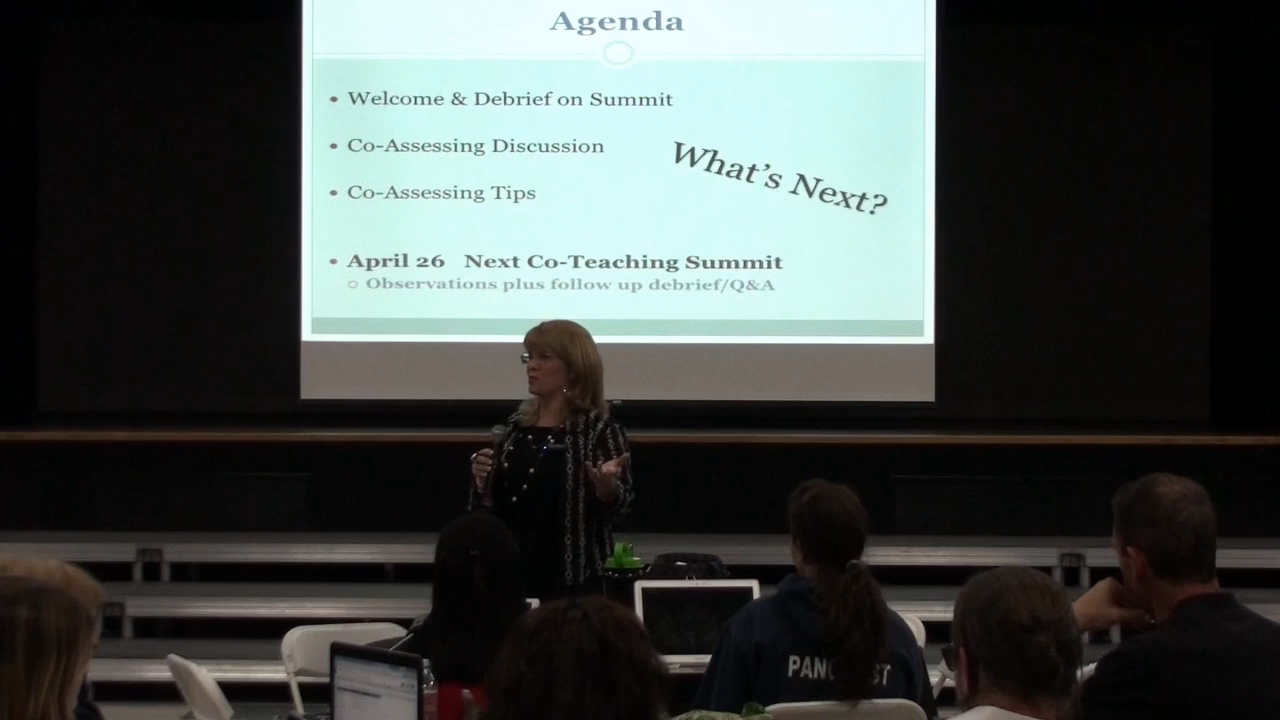 Agenda
• Welcome & Debrief on Summit
• Co-Assessing Discussion
• Co-Assessing Tips
What's Next?
• April 26 Next Co-Teaching Summit
○ Observations plus follow up debrief/Q&A